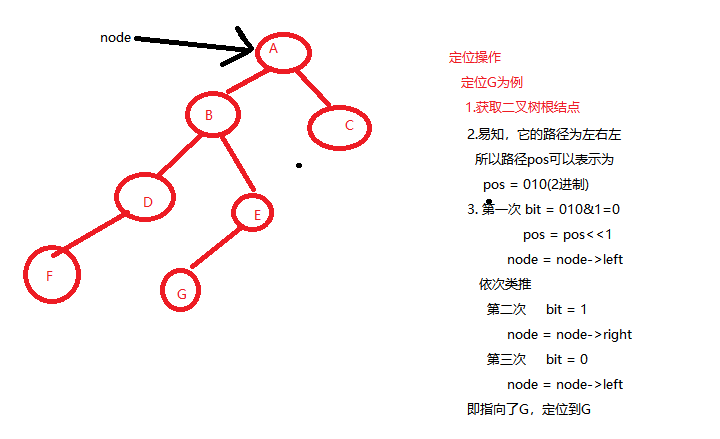 node
A
B
C
D
E
F
G
定位操作
定位G为例
1.获取二叉树根结点
2.易知，它的路径为左右左
所以路径pos可以表示为
pos = 010(2进制)
3. 第一次 bit = 010&1=0
pos = pos<<1
node = node->left
依次类推
第二次 bit = 1
node = node->right
第三次 bit = 0
node = node->left
即指向了G，定位到G